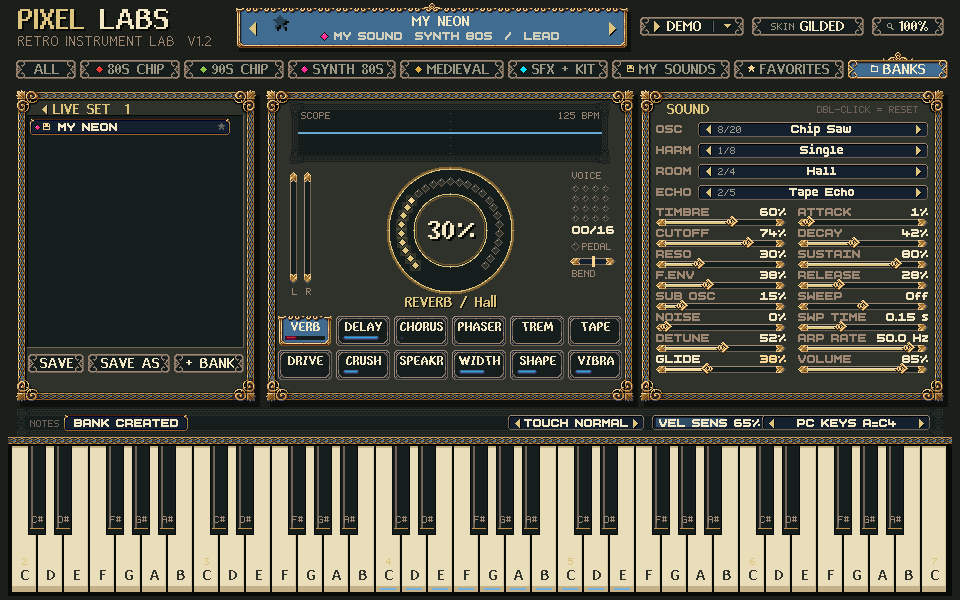 PIXEL LABS
RETRO INSTRUMENT LAB V1.2
MY NEON
MY SOUND SYNTH 80S / LEAD
DEMO
SKIN GILDED
100%
ALL
80S CHIP
90S CHIP
SYNTH 80S
MEDIEVAL
SFX + KIT
MY SOUNDS
FAVORITES
BANKS
LIVE SET 1
MY NEON
SAVE
SAVE AS
+ BANK
SCOPE
125 BPM
VOICE
00/16
PEDAL
BEND
30%
L R
REVERB / Hall
VERB
DELAY
CHORUS
PHASER
TREM
TAPE
DRIVE
CRUSH
SPEAKR
WIDTH
SHAPE
VIBRA
SOUND
DBL-CLICK = RESET
OSC 8/20 Chip Saw
HARM 1/8 Single
ROOM 2/4 Hall
ECHO 2/5 Tape Echo
TIMBRE 60% ATTACK 1%
CUTOFF 74% DECAY 42%
RESO 30% SUSTAIN 80%
F.ENV 38% RELEASE 28%
SUB OSC 15% SWEEP Off
NOISE 0% SWP TIME 0.15 s
DETUNE 52% ARP RATE 50.0 Hz
GLIDE 38% VOLUME 85%
NOTES BANK CREATED
TOUCH NORMAL
VEL SENS 65%
PC KEYS A=C4
C# D# F# G# A# C# D# F# G# A# C# D# F# G# A# C# D# F# G# A# C# D# F# G# A#
2 3 4 5 6 7
C D E F G A B C D E F G A B C D E F G A B C D E F G A B C D E F G A B C